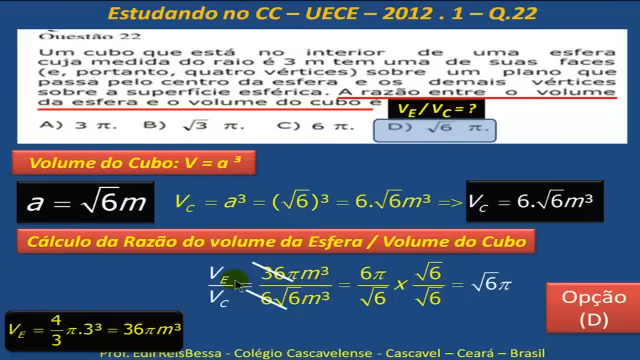 Estudando no CC – UECE – 2012 . 1 – Q.22
Questão 22
Um cubo que está no interior de uma esfera
cuja medida do raio é 3 m tem uma de suas faces
(e, portanto, quatro vértices) sobre um plano que
passa pelo centro da esfera e os demais vértices
sobre a superfície esférica. A razão entre o volume
da esfera e o volume do cubo é
V_E / V_C = ?
A) 3 π. B) √3 π. C) 6 π. D) √6 π.
Volume do Cubo: V = a ³
a = √6m V_C = a³ = (√6)³ = 6.√6m³ => V_C = 6.√6m³
Cálculo da Razão do volume da Esfera / Volume do Cubo
V_E/V_C = 36πm³/6√6m³ = 6π/√6 x √6/√6 = √6π
Opção
(D)
V_E = 4/3 π.3³ = 36πm³
Prof. Edil Reis Bessa – Colégio Cascavelense – Cascavel – Ceará – Brasil